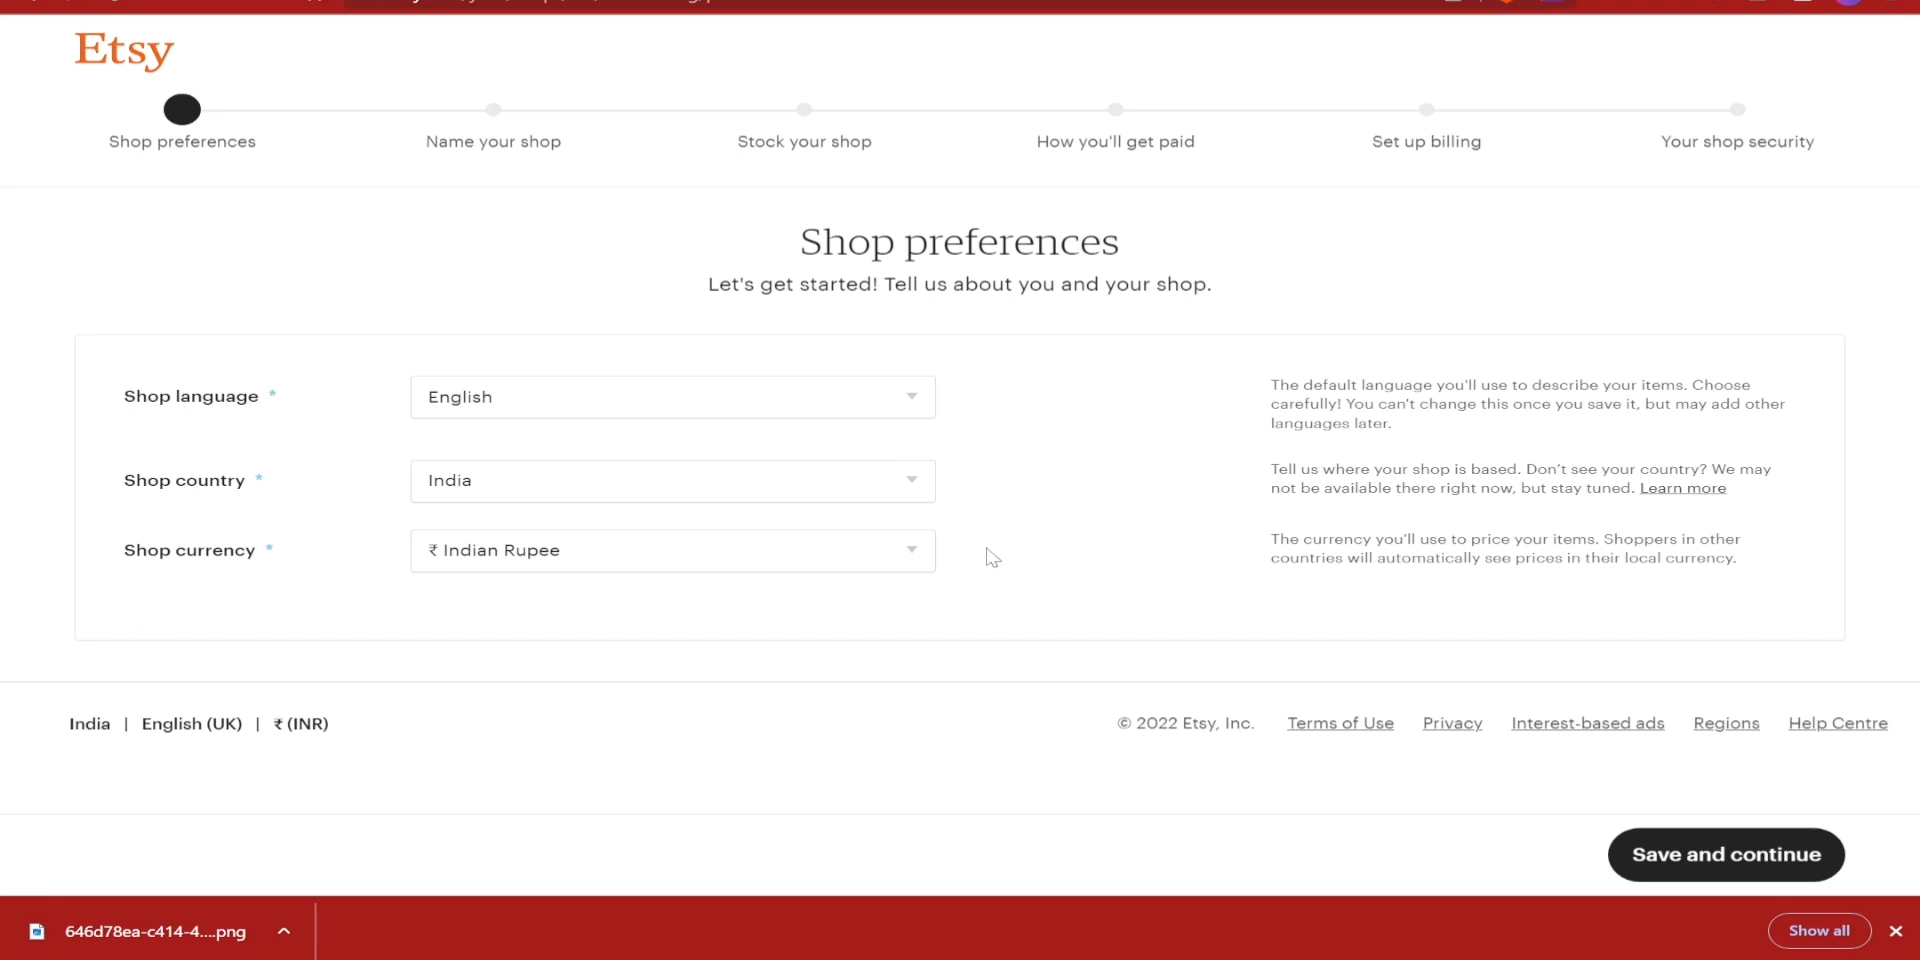 Etsy
Shop preferences
Name your shop
Stock your shop
How you'll get paid
Set up billing
Your shop security
Shop preferences
Let's get started! Tell us about you and your shop.
Shop language *
English
The default language you'll use to describe your items. Choose
carefully! You can't change this once you save it, but may add other
languages later.
Shop country *
India
Tell us where your shop is based. Don’t see your country? We may
not be available there right now, but stay tuned. Learn more
Shop currency *
₹ Indian Rupee
The currency you'll use to price your items. Shoppers in other
countries will automatically see prices in their local currency.
India | English (UK) | ₹ (INR)
© 2022 Etsy, Inc. Terms of Use Privacy Interest-based ads Regions Help Centre
Save and continue
646d78ea-c414-4....png
Show all